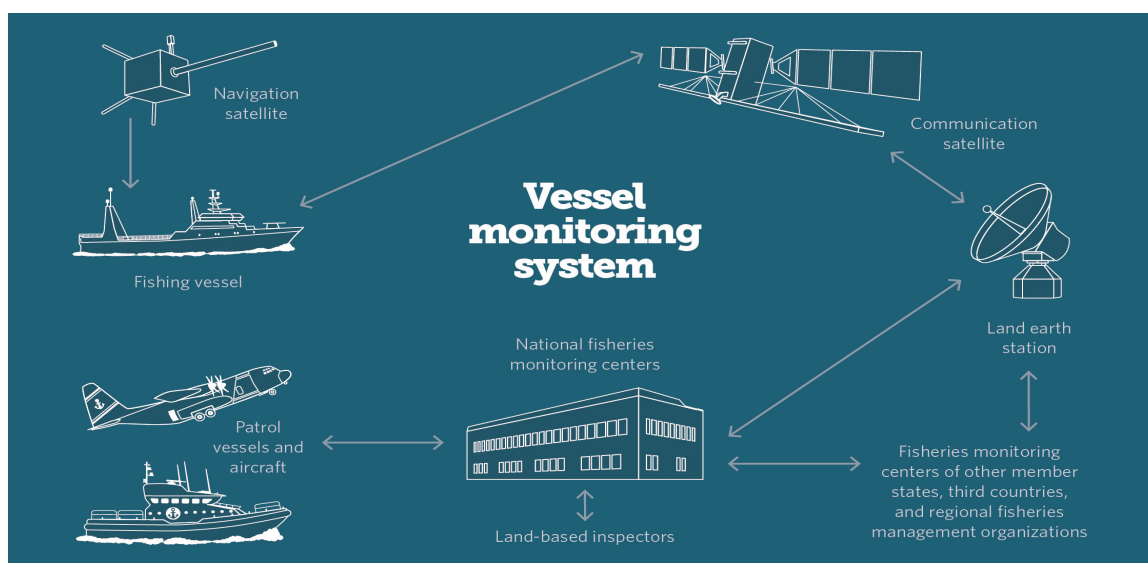 Navigation
satellite
Communication
satellite
Vessel
monitoring
system
Fishing vessel
Land earth
station
National fisheries
monitoring centers
Patrol
vessels and
aircraft
Fisheries monitoring
centers of other member
states, third countries,
and regional fisheries
management organizations
Land-based inspectors